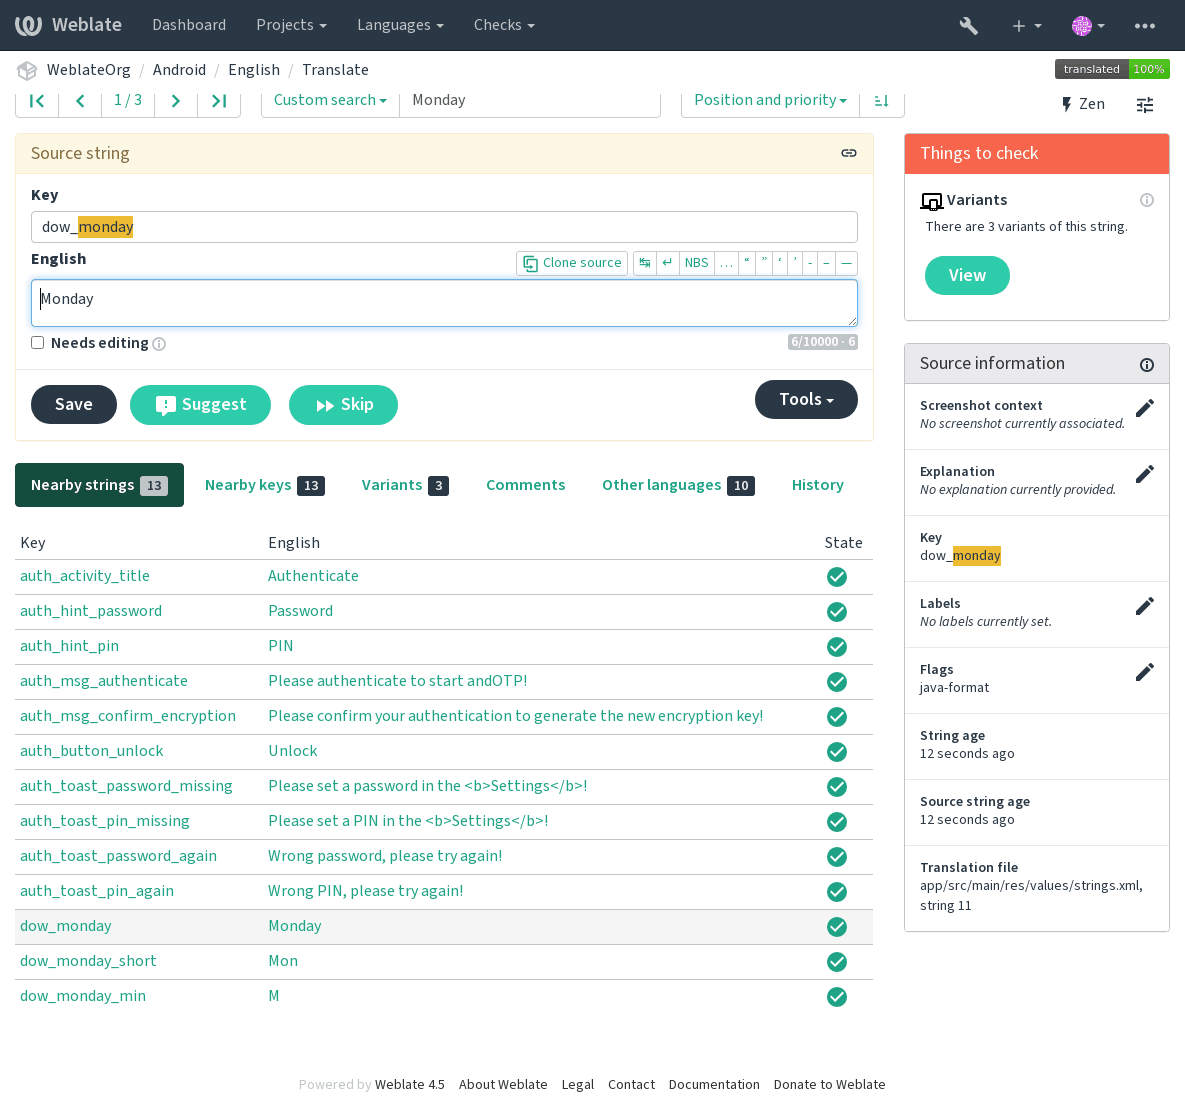 Weblate Dashboard Projects Languages Checks
WeblateOrg / Android / English / Translate translated 100%
1 / 3 Custom search Monday Position and priority Zen
Source string
Key
dow_monday
English Clone source ↹ ↵ NBS … “ ” ‘ ’ - – —
Monday
Needs editing 6/10000 · 6
Save Suggest Skip Tools
Nearby strings 13 Nearby keys 13 Variants 3 Comments Other languages 10 History
Key English State
auth_activity_title Authenticate
auth_hint_password Password
auth_hint_pin PIN
auth_msg_authenticate Please authenticate to start andOTP!
auth_msg_confirm_encryption Please confirm your authentication to generate the new encryption key!
auth_button_unlock Unlock
auth_toast_password_missing Please set a password in the <b>Settings</b>!
auth_toast_pin_missing Please set a PIN in the <b>Settings</b>!
auth_toast_password_again Wrong password, please try again!
auth_toast_pin_again Wrong PIN, please try again!
dow_monday Monday
dow_monday_short Mon
dow_monday_min M
Things to check
Variants
There are 3 variants of this string.
View
Source information
Screenshot context
No screenshot currently associated.
Explanation
No explanation currently provided.
Key
dow_monday
Labels
No labels currently set.
Flags
java-format
String age
12 seconds ago
Source string age
12 seconds ago
Translation file
app/src/main/res/values/strings.xml,
string 11
Powered by Weblate 4.5 About Weblate Legal Contact Documentation Donate to Weblate